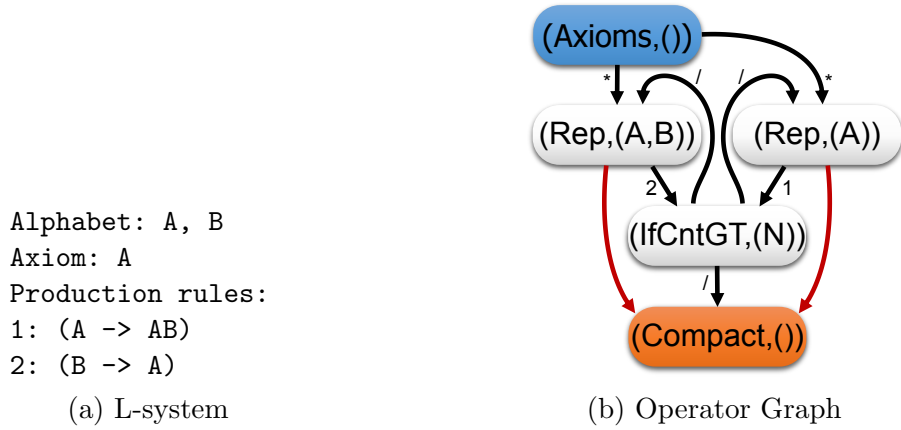 Alphabet: A, B
Axiom: A
Production rules:
1: (A -> AB)
2: (B -> A)
(a) L-system
(Axioms,())
* / / *
(Rep,(A,B)) (Rep,(A))
2 1
(IfCntGT,(N))
/
(Compact,())
(b) Operator Graph